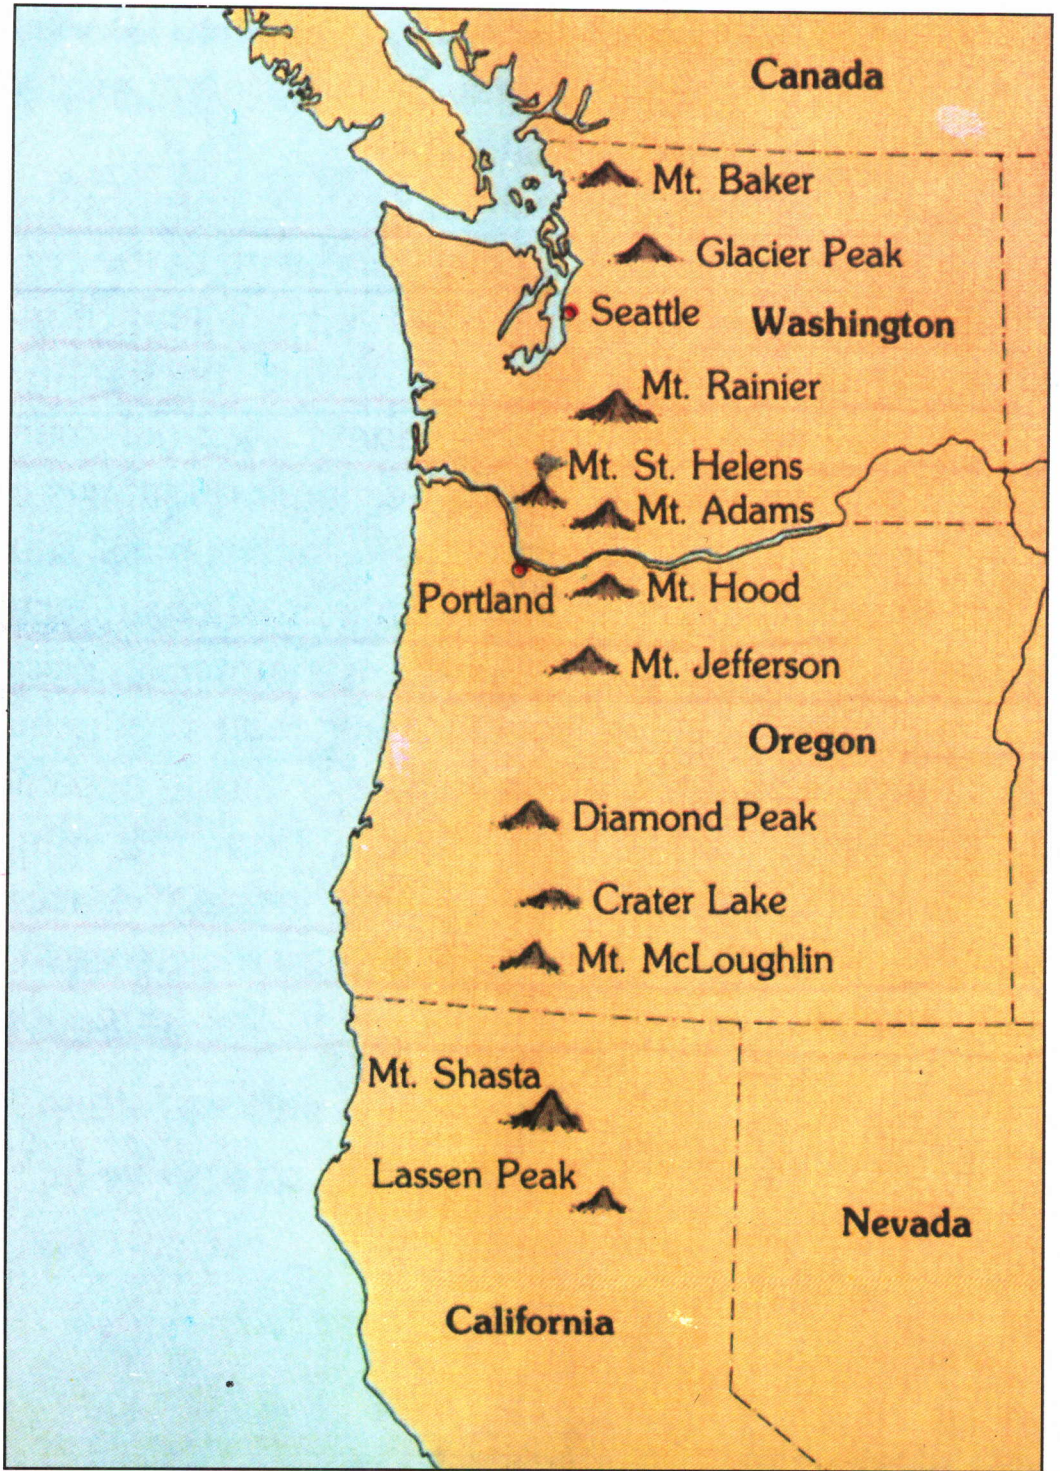 Canada
Mt. Baker
Glacier Peak
Seattle
Washington
Mt. Rainier
Mt. St. Helens
Mt. Adams
Portland
Mt. Hood
Mt. Jefferson
Oregon
Diamond Peak
Crater Lake
Mt. McLoughlin
Mt. Shasta
Lassen Peak
Nevada
California